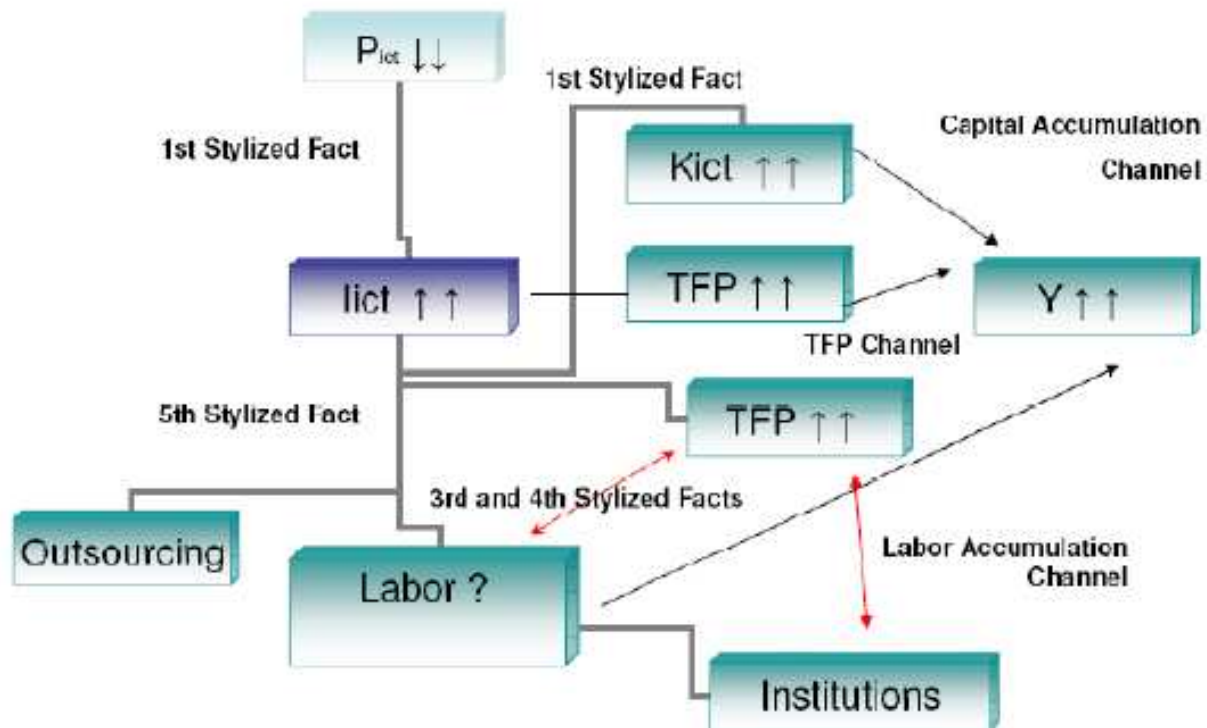 Pict ↓↓
1st Stylized Fact
1st Stylized Fact
Kict ↑ ↑
Capital Accumulation
Channel
Iict ↑ ↑
TFP ↑ ↑
Y ↑ ↑
TFP Channel
5th Stylized Fact
TFP ↑ ↑
3rd and 4th Stylized Facts
Outsourcing
Labor ?
Labor Accumulation
Channel
Institutions